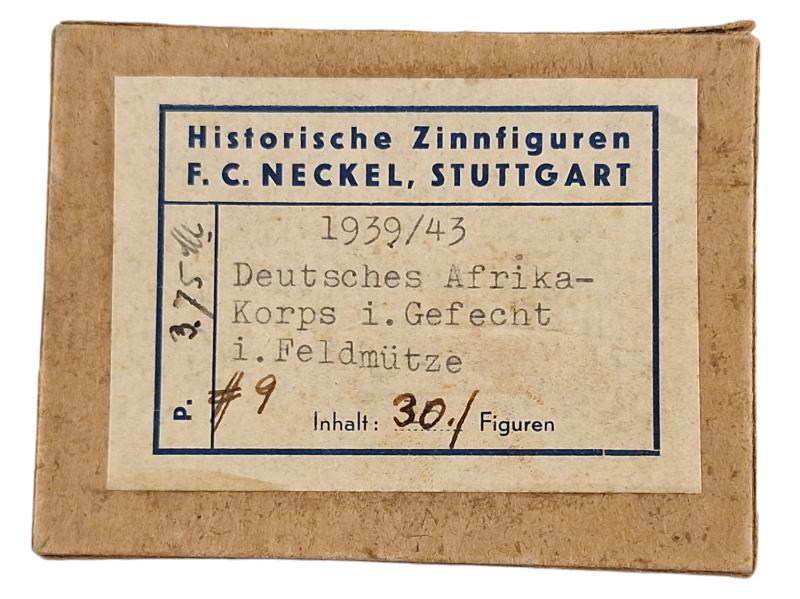 Historische Zinnfiguren
F. C. NECKEL, STUTTGART
1939/43
Deutsches Afrika-
Korps i. Gefecht
i. Feldmütze
P. 3.75 M
#9
Inhalt: 30./ Figuren